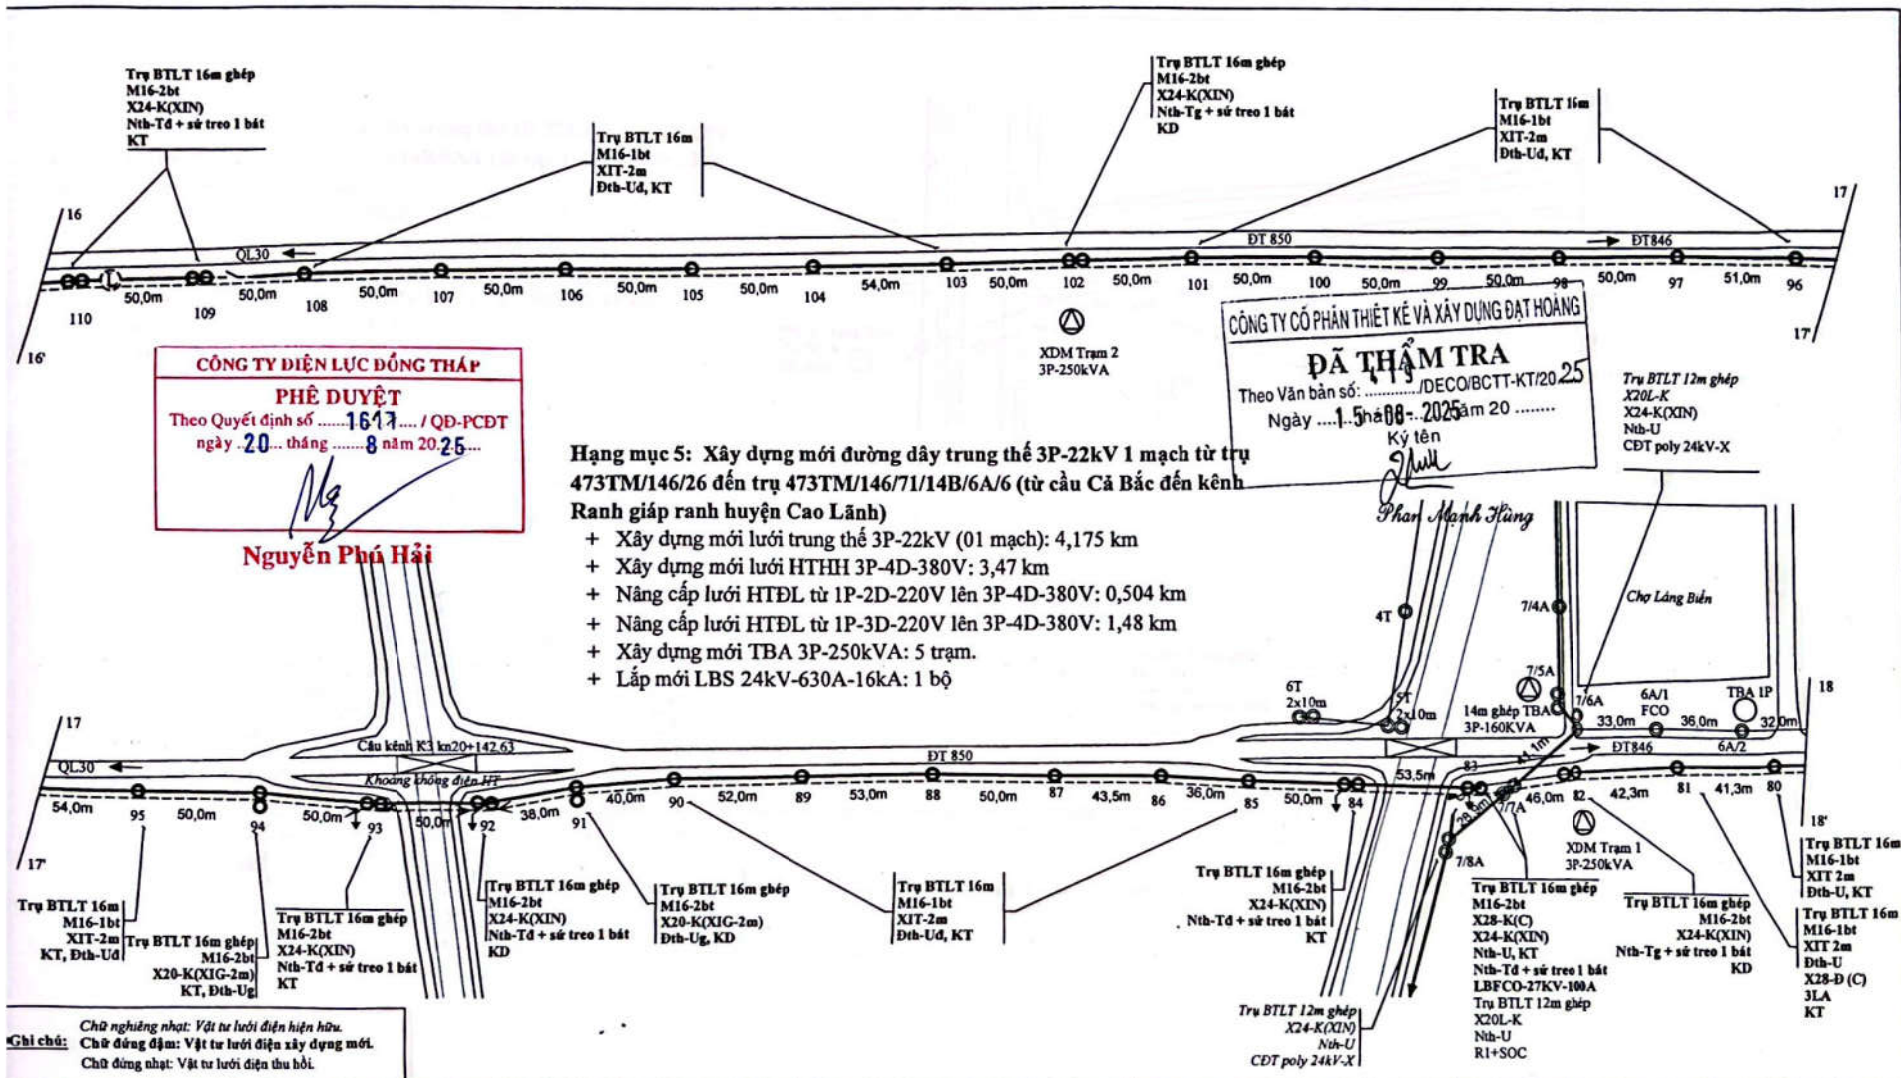 Trụ BTLT 16m ghép
M16-2bt
X24-K(XIN)
Nth-Tđ + sứ treo 1 bát
KT
Trụ BTLT 16m
M16-1bt
XIT-2m
Đth-Uđ, KT
Trụ BTLT 16m ghép
M16-2bt
X24-K(XIN)
Nth-Tg + sứ treo 1 bát
KD
Trụ BTLT 16m
M16-1bt
XIT-2m
Đth-Uđ, KT
16
17
QL30
ĐT 850
ĐT846
50,0m 50,0m 50,0m 50,0m 50,0m 50,0m 54,0m 50,0m 50,0m 50,0m 50,0m 50,0m 50,0m 51,0m
110 109 108 107 106 105 104 103 102 101 100 99 98 97 96
16'
17'
XDM Trạm 2
3P-250kVA
CÔNG TY ĐIỆN LỰC ĐỒNG THÁP
PHÊ DUYỆT
Theo Quyết định số ........1677..... / QĐ-PCĐT
ngày ..20... tháng ........8 năm 20.25....
Nguyễn Phú Hải
CÔNG TY CỔ PHẦN THIẾT KẾ VÀ XÂY DỰNG ĐẠT HOÀNG
ĐÃ THẨM TRA
Theo Văn bản số: ............/DECO/BCTT-KT/20.25
Ngày ....15 08-..2025 năm 20 ........
Ký tên
Phan Mạnh Hùng
Trụ BTLT 12m ghép
X20L-K
X24-K(XIN)
Nth-U
CĐT poly 24kV-X
Hạng mục 5: Xây dựng mới đường dây trung thế 3P-22kV 1 mạch từ trụ
473TM/146/26 đến trụ 473TM/146/71/14B/6A/6 (từ cầu Cả Bắc đến kênh
Ranh giáp ranh huyện Cao Lãnh)
+ Xây dựng mới lưới trung thế 3P-22kV (01 mạch): 4,175 km
+ Xây dựng mới lưới HTHH 3P-4D-380V: 3,47 km
+ Nâng cấp lưới HTĐL từ 1P-2D-220V lên 3P-4D-380V: 0,504 km
+ Nâng cấp lưới HTĐL từ 1P-3D-220V lên 3P-4D-380V: 1,48 km
+ Xây dựng mới TBA 3P-250kVA: 5 trạm.
+ Lắp mới LBS 24kV-630A-16kA: 1 bộ
4T
7/4A
Chợ Láng Biển
7/5A
7/6A
6T
2x10m
5T
2x10m
14m ghép TBA
3P-160KVA
6A/1
FCO
TBA 1P
33,0m 36,0m 32,0m
6A/2
17
18
QL30
Cầu kênh K3 kn20+142.63
Khoảng không điện HT
ĐT 850
ĐT846
41,1m
54,0m 50,0m 50,0m 50,0m 38,0m 40,0m 52,0m 53,0m 50,0m 43,5m 36,0m 50,0m 53,5m 46,0m 42,3m 41,3m
95 94 93 92 91 90 89 88 87 86 85 84 83 82 81 80
7/7A
28,9m
7/8A
17'
18'
XDM Trạm 1
3P-250kVA
Trụ BTLT 16m
M16-1bt
XIT-2m
KT, Đth-Uđ
Trụ BTLT 16m ghép
M16-2bt
X20-K(XIG-2m)
KT, Đth-Ug
Trụ BTLT 16m ghép
M16-2bt
X24-K(XIN)
Nth-Tđ + sứ treo 1 bát
KT
Trụ BTLT 16m ghép
M16-2bt
X24-K(XIN)
Nth-Tđ + sứ treo 1 bát
KD
Trụ BTLT 16m ghép
M16-2bt
X20-K(XIG-2m)
Đth-Ug, KD
Trụ BTLT 16m
M16-1bt
XIT-2m
Đth-Uđ, KT
Trụ BTLT 16m ghép
M16-2bt
X24-K(XIN)
Nth-Tđ + sứ treo 1 bát
KT
Trụ BTLT 16m ghép
M16-2bt
X28-K(C)
X24-K(XIN)
Nth-U, KT
Nth-Tđ + sứ treo 1 bát
LBFCO-27KV-100A
Trụ BTLT 12m ghép
X20L-K
Nth-U
R1+SOC
Trụ BTLT 16m ghép
M16-2bt
X24-K(XIN)
Nth-Tg + sứ treo 1 bát
KD
Trụ BTLT 16m
M16-1bt
XIT 2m
Đth-U, KT
Trụ BTLT 16m
M16-1bt
XIT 2m
Đth-U
X28-Đ (C)
3LA
KT
Trụ BTLT 12m ghép
X24-K(XIN)
Nth-U
CĐT poly 24kV-X
Ghi chú:
Chữ nghiêng nhạt: Vật tư lưới điện hiện hữu.
Chữ đứng đậm: Vật tư lưới điện xây dựng mới.
Chữ đứng nhạt: Vật tư lưới điện thu hồi.